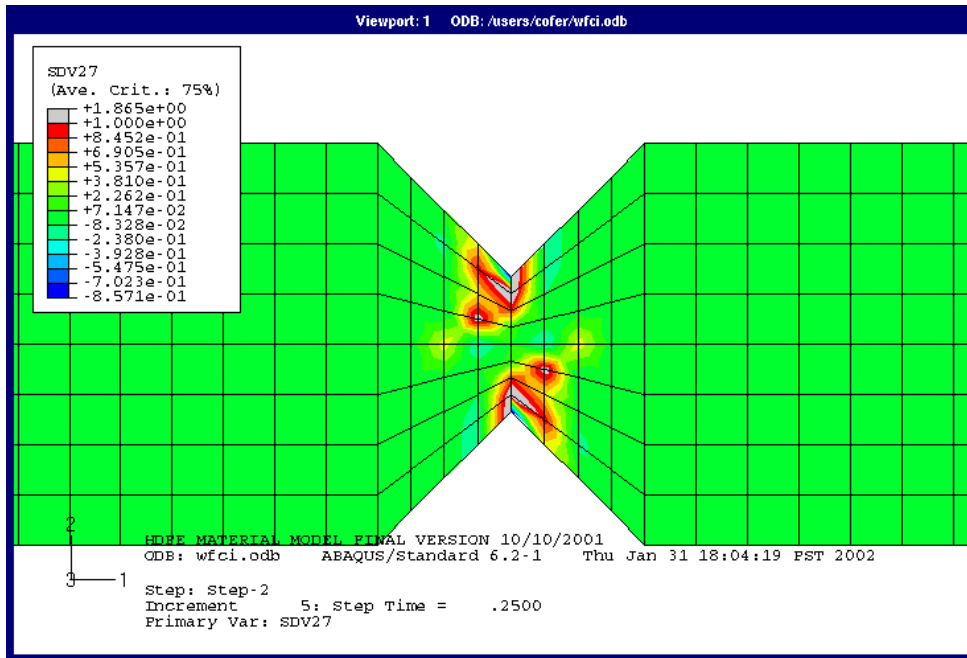 Viewport: 1 ODB: /users/cofer/wfci.odb
SDV27
(Ave. Crit.: 75%)
+1.865e+00
+1.000e+00
+8.452e-01
+6.905e-01
+5.357e-01
+3.810e-01
+2.262e-01
+7.147e-02
-8.328e-02
-2.380e-01
-3.928e-01
-5.475e-01
-7.023e-01
-8.571e-01
2
3 1
HDPE MATERIAL MODEL FINAL VERSION 10/10/2001
ODB: wfci.odb ABAQUS/Standard 6.2-1 Thu Jan 31 18:04:19 PST 2002
Step: Step-2
Increment 5: Step Time = .2500
Primary Var: SDV27